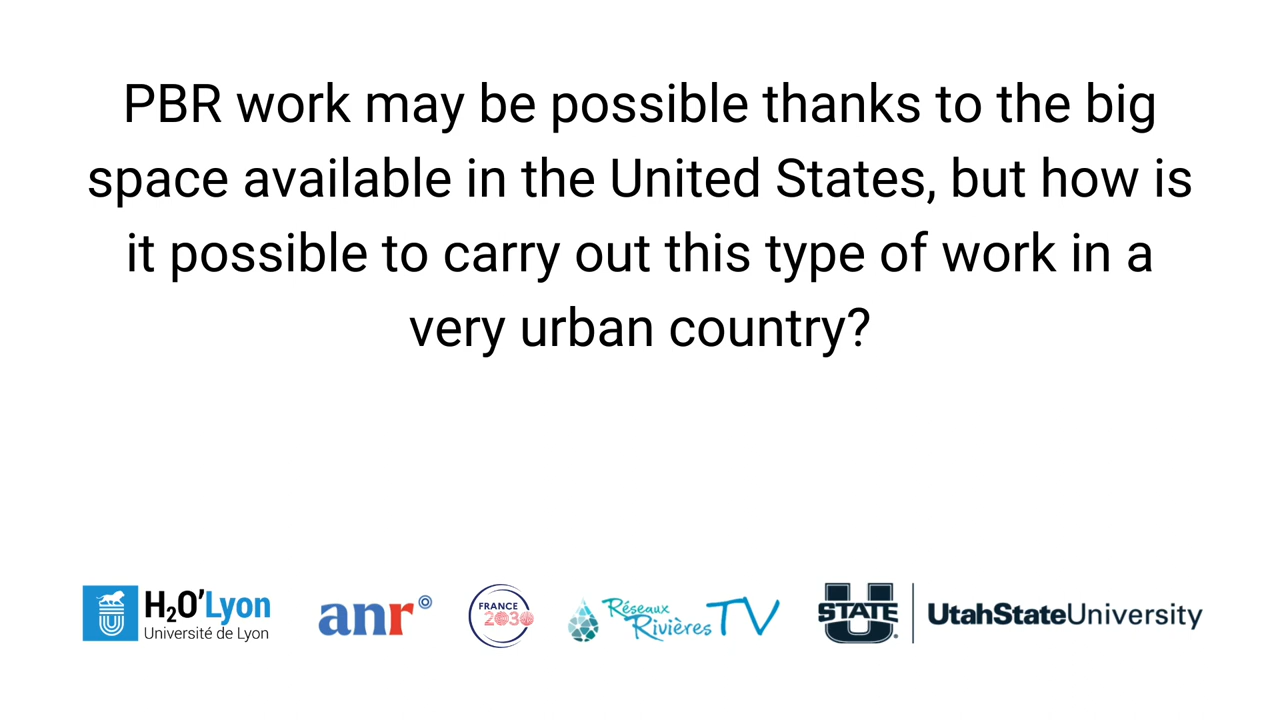 PBR work may be possible thanks to the big
space available in the United States, but how is
it possible to carry out this type of work in a
very urban country?
H2O'Lyon
Université de Lyon
anr
FRANCE
2030
Réseaux
Rivières TV
STATE
UtahStateUniversity